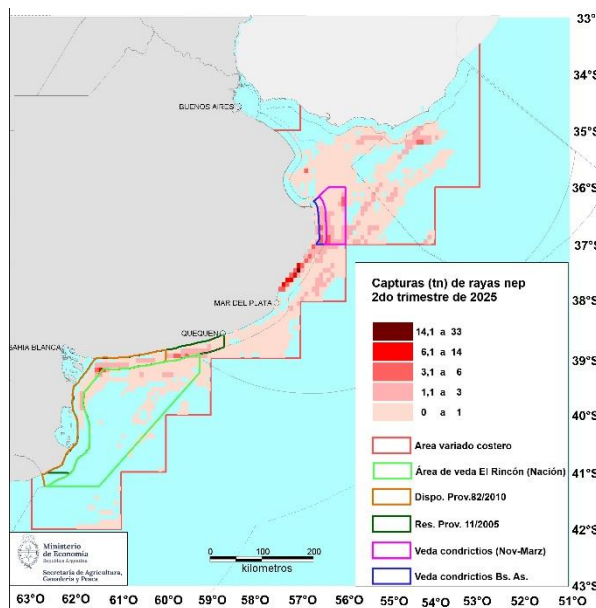 33°S
34°S
BUENOS AIRES
35°S
36°S
37°S
MAR DEL PLATA
38°S
QUEQUEN
BAHIA BLANCA
39°S
40°S
41°S
42°S
43°S
Capturas (tn) de rayas nep
2do trimestre de 2025
14,1 a 33
6,1 a 14
3,1 a 6
1,1 a 3
0 a 1
Area variado costero
Área de veda El Rincón (Nación)
Dispo. Prov.82/2010
Res. Prov. 11/2005
Veda condrictios (Nov-Marz)
Veda condrictios Bs. As.
Ministerio
de Economía
República Argentina
Secretaría de Agricultura,
Ganadería y Pesca
0 100 200
kilometros
63°O 62°O 61°O 60°O 59°O 58°O 57°O 56°O 55°O 54°O 53°O 52°O 51°O